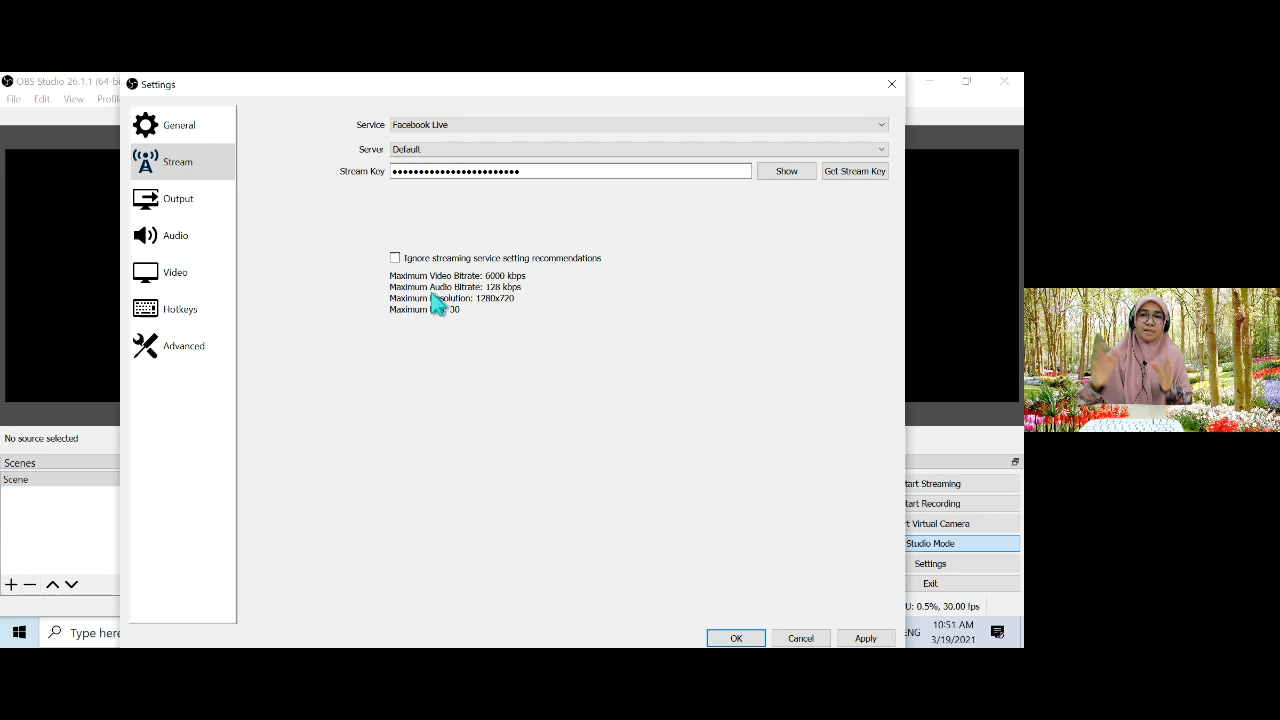 OBS Studio 26.1.1 (64-bi
Settings
File Edit View Profil
General
Stream
Output
Audio
Video
Hotkeys
Advanced
Service Facebook Live
Server Default
Stream Key ●●●●●●●●●●●●●●●●●●●●●●●● Show Get Stream Key
Ignore streaming service setting recommendations
Maximum Video Bitrate: 6000 kbps
Maximum Audio Bitrate: 128 kbps
Maximum Resolution: 1280x720
Maximum 30
No source selected
Scenes
Scene
tart Streaming
tart Recording
t Virtual Camera
Studio Mode
Settings
Exit
U: 0.5%, 30.00 fps
OK Cancel Apply
Type here
ENG
10:51 AM
3/19/2021